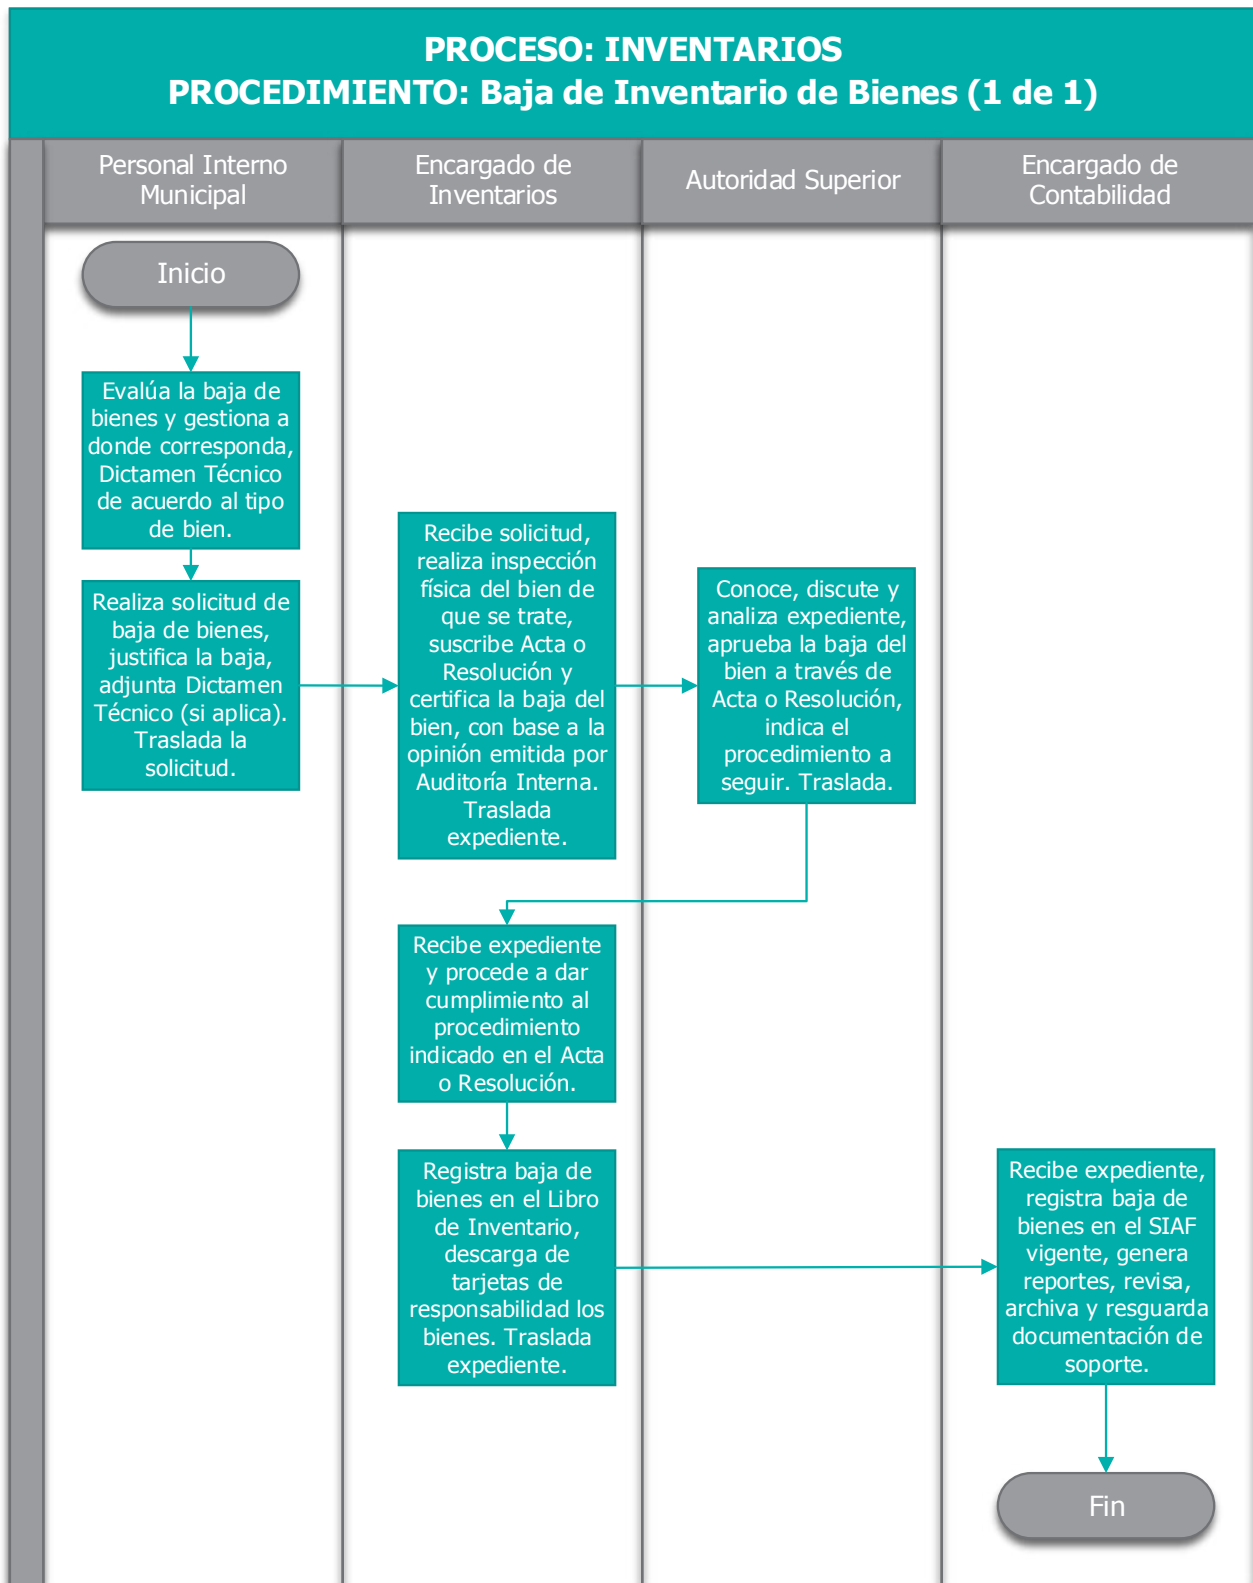 PROCESO: INVENTARIOS
PROCEDIMIENTO: Baja de Inventario de Bienes (1 de 1)
Personal Interno
Municipal
Encargado de
Inventarios
Autoridad Superior
Encargado de
Contabilidad
Inicio
Evalúa la baja de
bienes y gestiona a
donde corresponda,
Dictamen Técnico
de acuerdo al tipo
de bien.
Realiza solicitud de
baja de bienes,
justifica la baja,
adjunta Dictamen
Técnico (si aplica).
Traslada la
solicitud.
Recibe solicitud,
realiza inspección
física del bien de
que se trate,
suscribe Acta o
Resolución y
certifica la baja del
bien, con base a la
opinión emitida por
Auditoría Interna.
Traslada
expediente.
Conoce, discute y
analiza expediente,
aprueba la baja del
bien a través de
Acta o Resolución,
indica el
procedimiento a
seguir. Traslada.
Recibe expediente
y procede a dar
cumplimiento al
procedimiento
indicado en el Acta
o Resolución.
Registra baja de
bienes en el Libro
de Inventario,
descarga de
tarjetas de
responsabilidad los
bienes. Traslada
expediente.
Recibe expediente,
registra baja de
bienes en el SIAF
vigente, genera
reportes, revisa,
archiva y resguarda
documentación de
soporte.
Fin